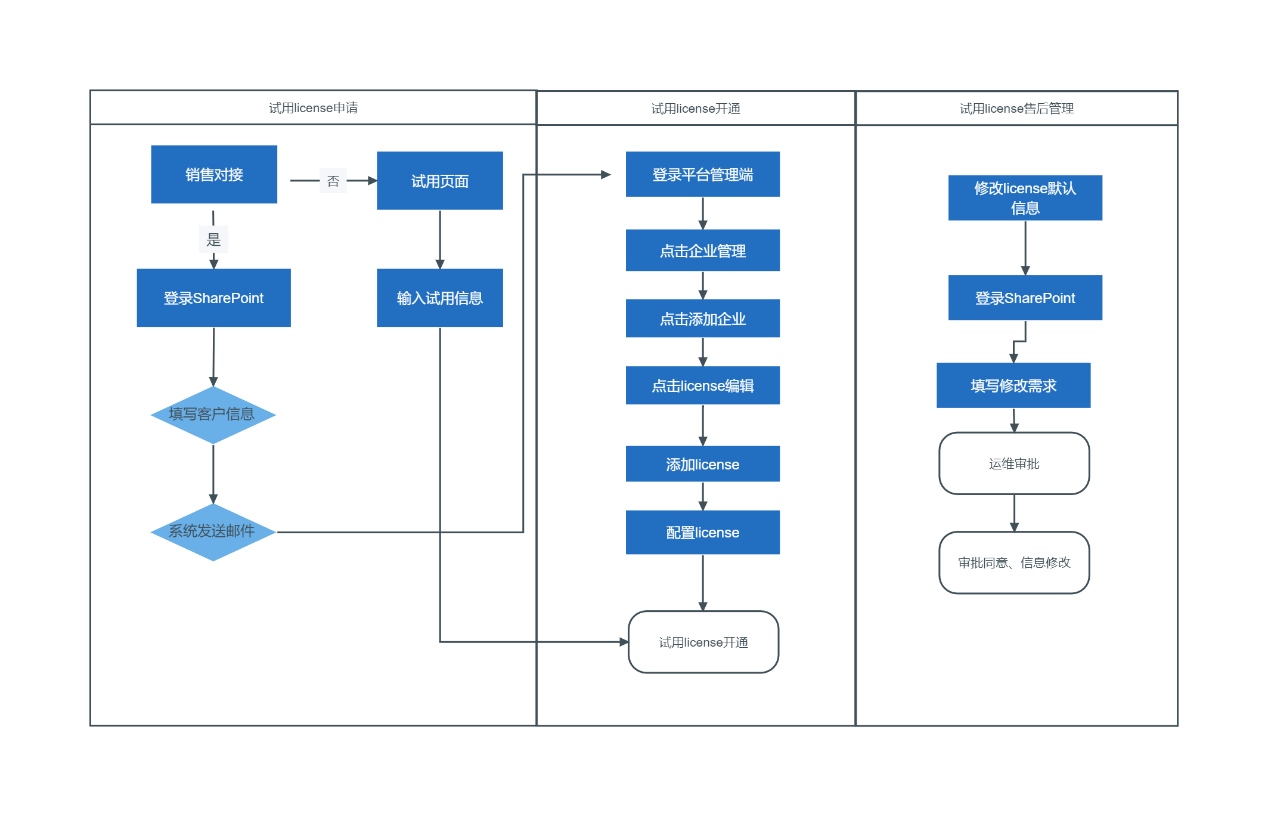 试用license申请
试用license开通
试用license售后管理
销售对接
否
试用页面
是
登录SharePoint
输入试用信息
填写客户信息
系统发送邮件
登录平台管理端
点击企业管理
点击添加企业
点击license编辑
添加license
配置license
试用license开通
修改license默认
信息
登录SharePoint
填写修改需求
运维审批
审批同意、信息修改